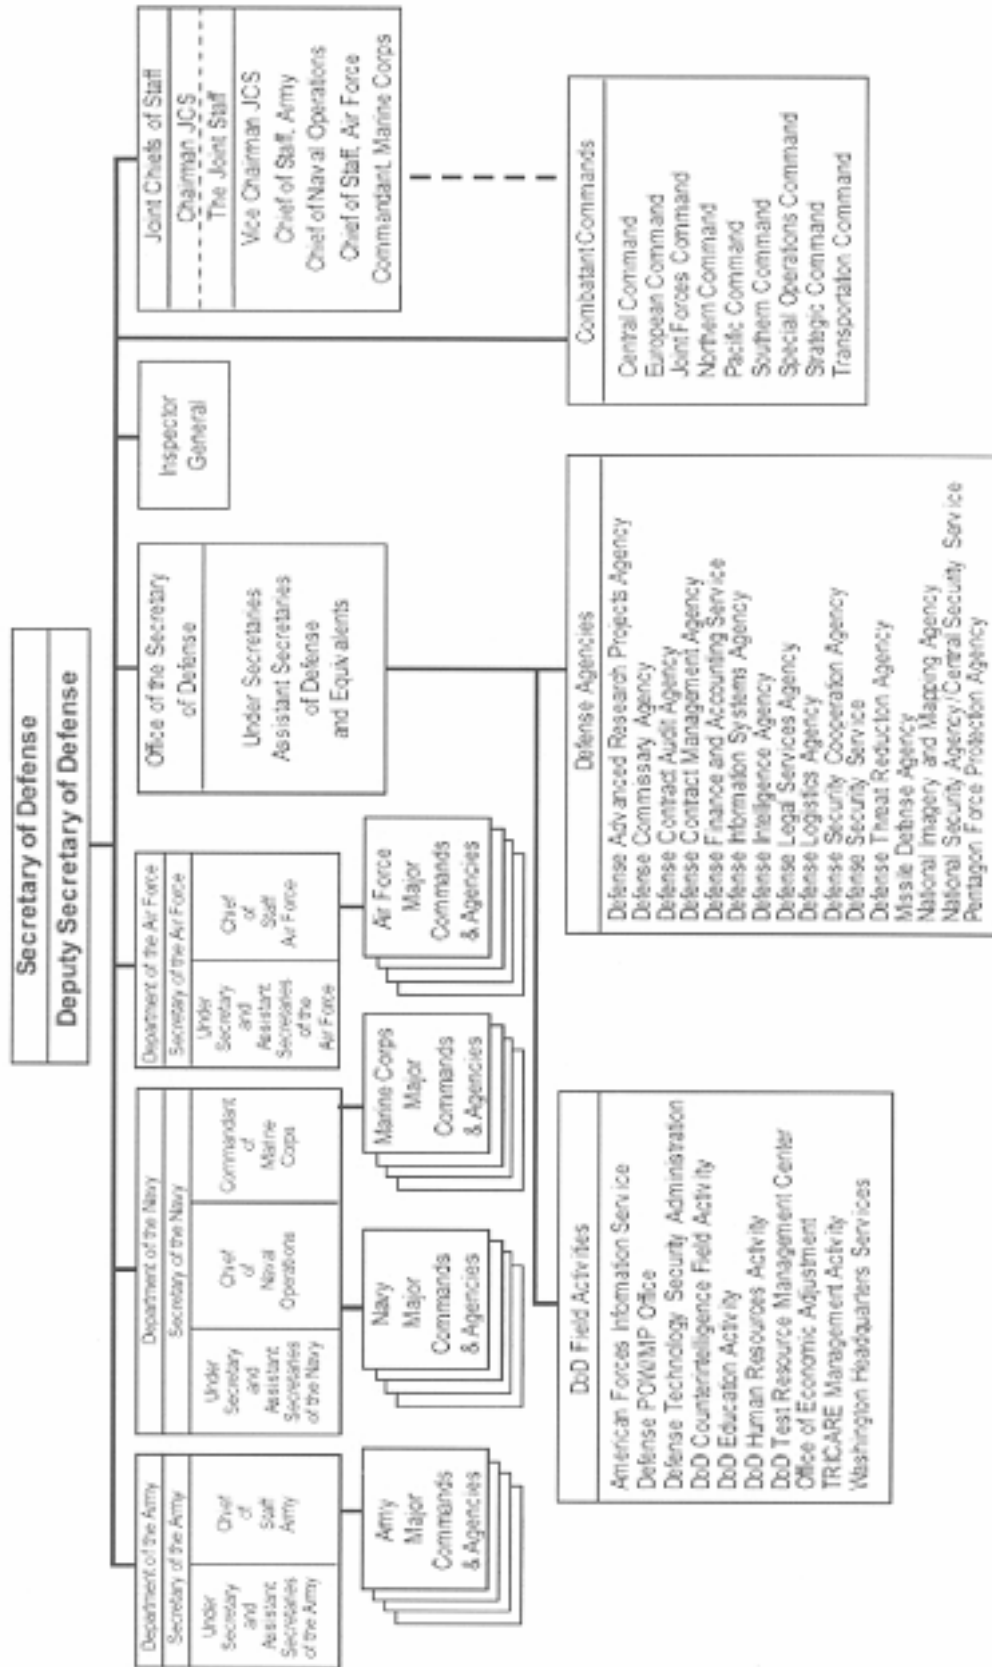 Secretary of Defense
Deputy Secretary of Defense
Department of the Army
Secretary of the Army
Under
Secretary
and
Assistant
Secretaries
of the Army
Chief
of
Staff
Army
Army
Major
Commands
& Agencies
Department of the Navy
Secretary of the Navy
Under
Secretary
and
Assistant
Secretaries
of the Navy
Chief
of
Naval
Operations
Commandant
of
Marine
Corps
Navy
Major
Commands
& Agencies
Marine Corps
Major
Commands
& Agencies
Department of the Air Force
Secretary of the Air Force
Under
Secretary
and
Assistant
Secretaries
of the
Air Force
Chief
of
Staff
Air Force
Air Force
Major
Commands
& Agencies
Office of the Secretary
of Defense
Under Secretaries
Assistant Secretaries
of Defense
and Equivalents
Inspector
General
Joint Chiefs of Staff
Chairman JCS
The Joint Staff
Vice Chairman JCS
Chief of Staff, Army
Chief of Naval Operations
Chief of Staff, Air Force
Commandant, Marine Corps
DoD Field Activities
American Forces Information Service
Defense POW/MP Office
Defense Technology Security Administration
DoD Counterintelligence Field Activity
DoD Education Activity
DoD Human Resources Activity
DoD Test Resource Management Center
Office of Economic Adjustment
TRICARE Management Activity
Washington Headquarters Services
Defense Agencies
Defense Advanced Research Projects Agency
Defense Commissary Agency
Defense Contract Audit Agency
Defense Contract Management Agency
Defense Finance and Accounting Service
Defense Information Systems Agency
Defense Intelligence Agency
Defense Legal Services Agency
Defense Logistics Agency
Defense Security Cooperation Agency
Defense Security Service
Defense Threat Reduction Agency
Missile Defense Agency
National Imagery and Mapping Agency
National Security Agency/Central Security Service
Pentagon Force Protection Agency
Combatant Commands
Central Command
European Command
Joint Forces Command
Northern Command
Pacific Command
Southern Command
Special Operations Command
Strategic Command
Transportation Command